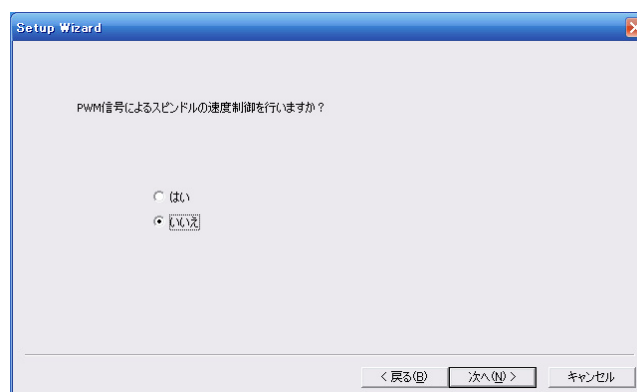 Setup Wizard
PWM信号によるスピンドルの速度制御を行いますか？
はい
いいえ
< 戻る(B)
次へ(N) >
キャンセル